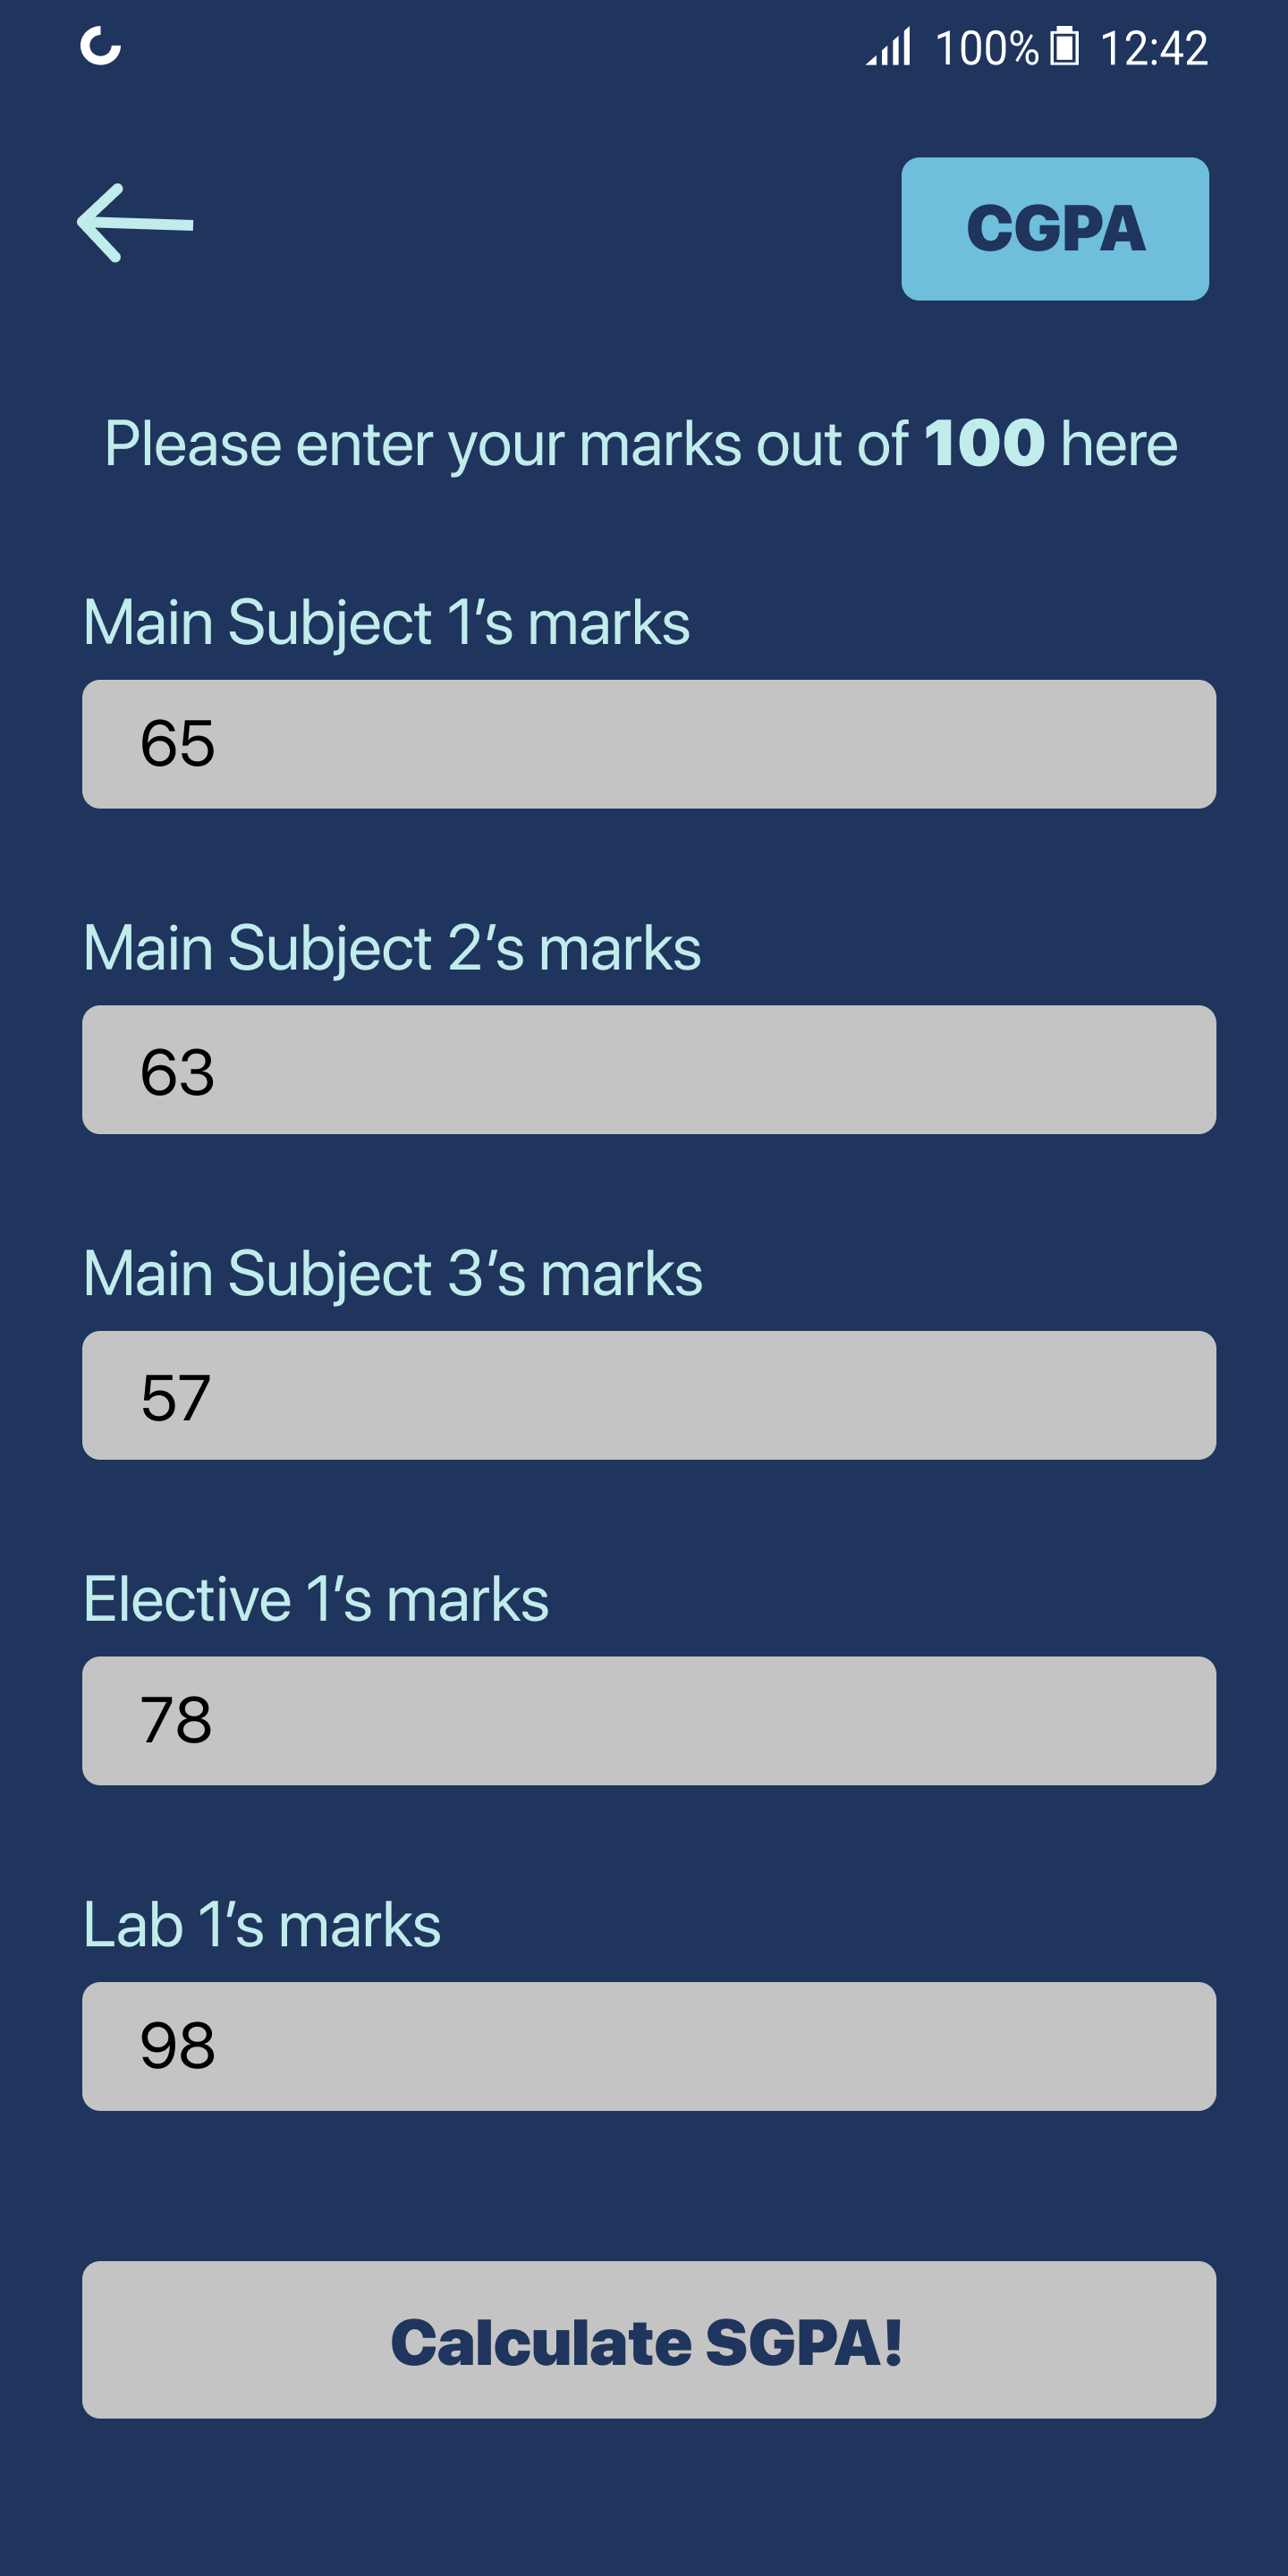 100% 12:42
CGPA
Please enter your marks out of 100 here
Main Subject 1’s marks
65
Main Subject 2’s marks
63
Main Subject 3’s marks
57
Elective 1’s marks
78
Lab 1’s marks
98
Calculate SGPA!